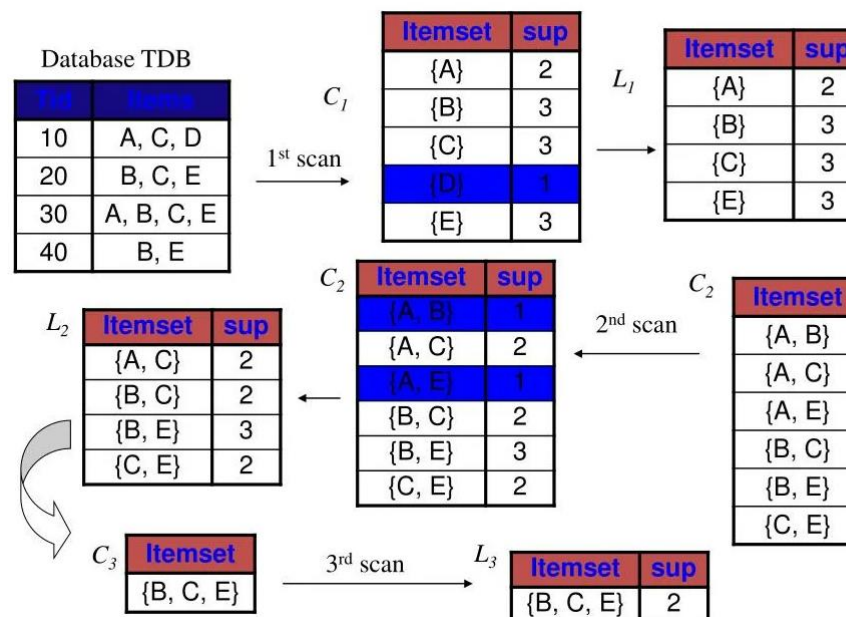 Database TDB
Tid Items
10 A, C, D
20 B, C, E
30 A, B, C, E
40 B, E
1st scan
C1
Itemset sup
{A} 2
{B} 3
{C} 3
{D} 1
{E} 3
L1
Itemset sup
{A} 2
{B} 3
{C} 3
{E} 3
C2
Itemset
{A, B}
{A, C}
{A, E}
{B, C}
{B, E}
{C, E}
2nd scan
C2
Itemset sup
{A, B} 1
{A, C} 2
{A, E} 1
{B, C} 2
{B, E} 3
{C, E} 2
L2
Itemset sup
{A, C} 2
{B, C} 2
{B, E} 3
{C, E} 2
C3
Itemset
{B, C, E}
3rd scan
L3
Itemset sup
{B, C, E} 2